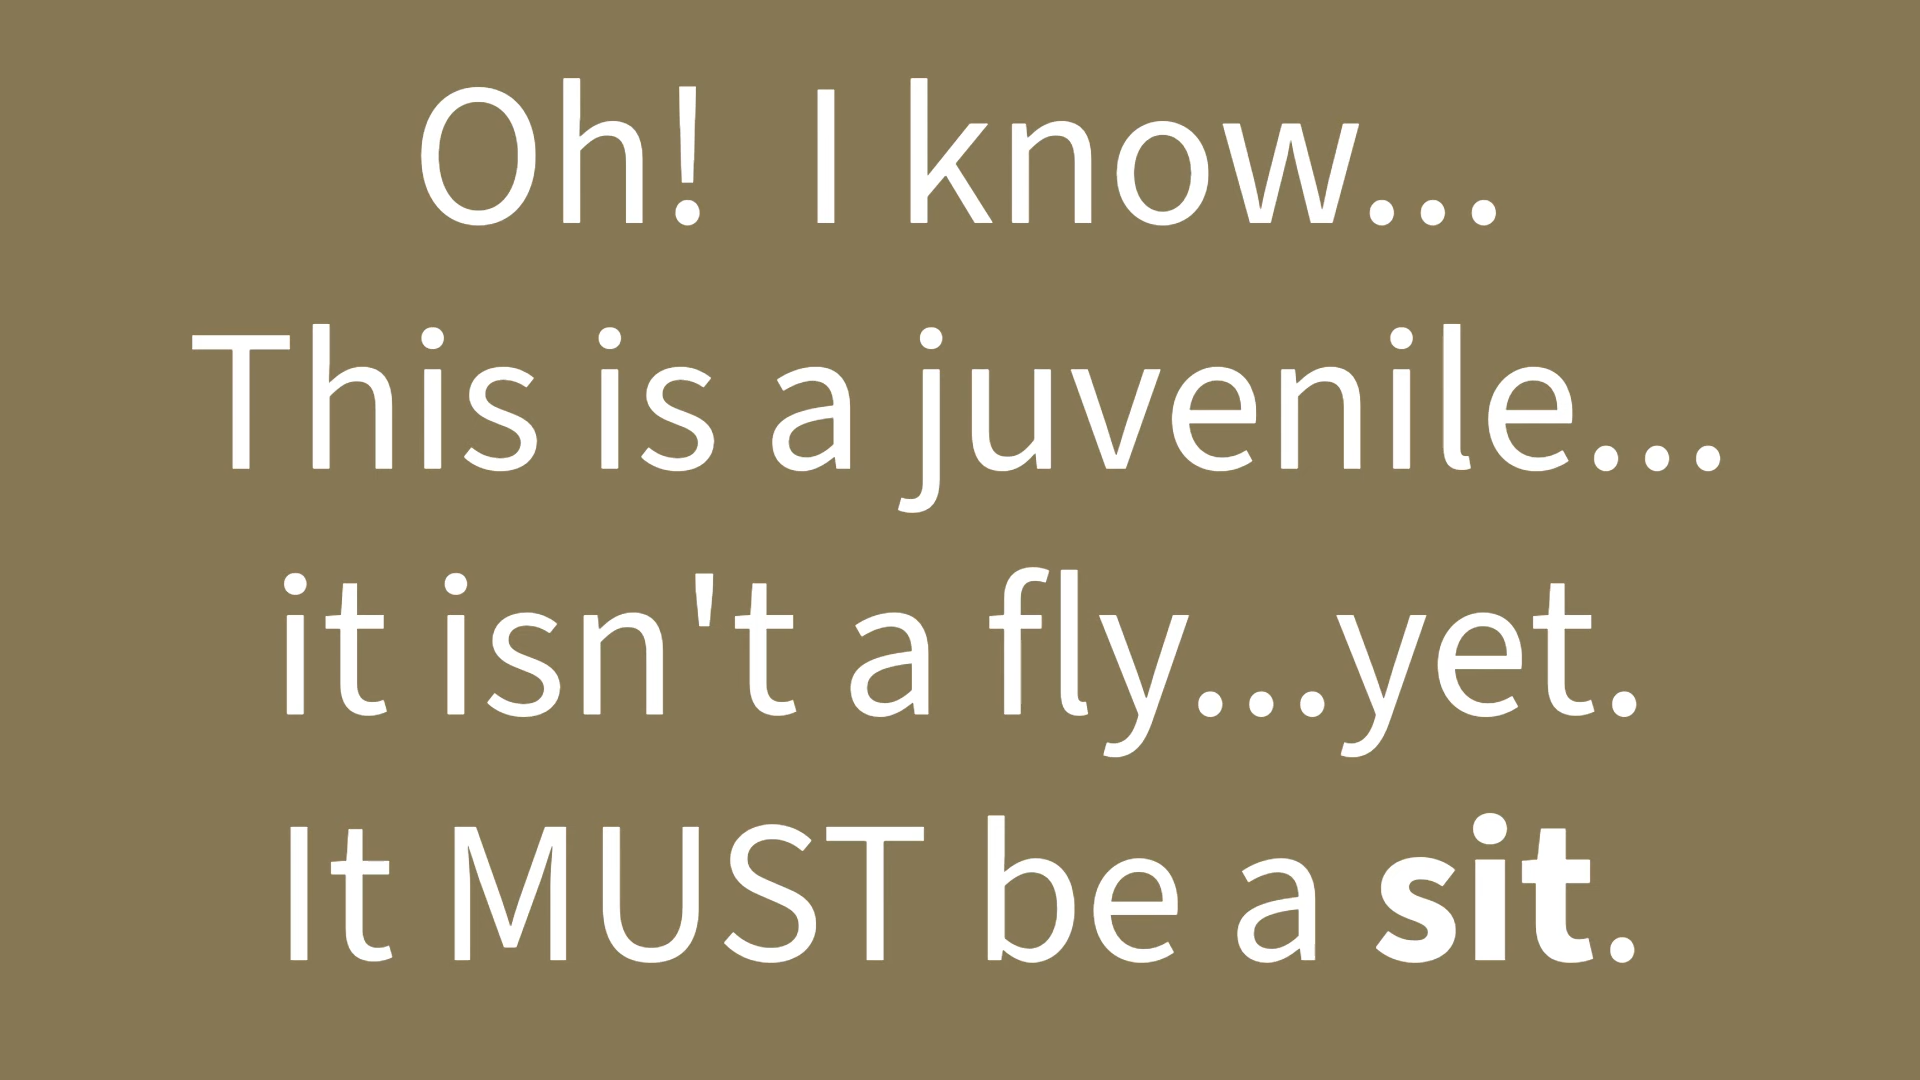 Oh!  I know...
This is a juvenile...
it isn't a fly...yet.
It MUST be a sit.